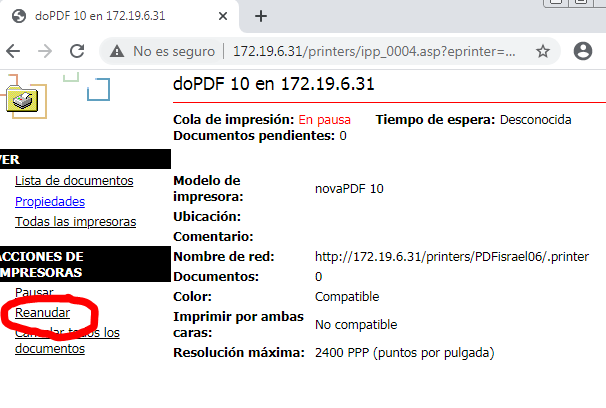 doPDF 10 en 172.19.6.31
No es seguro 172.19.6.31/printers/ipp_0004.asp?eprinter=...
doPDF 10 en 172.19.6.31
Cola de impresión: En pausa Tiempo de espera: Desconocida
Documentos pendientes: 0
VER
Lista de documentos
Propiedades
Todas las impresoras
ACCIONES DE
IMPRESORAS
Pausar
Reanudar
Cancelar todos los
documentos
Modelo de
impresora: novaPDF 10
Ubicación:
Comentario:
Nombre de red: http://172.19.6.31/printers/PDFisrael06/.printer
Documentos: 0
Color: Compatible
Imprimir por ambas
caras: No compatible
Resolución máxima: 2400 PPP (puntos por pulgada)